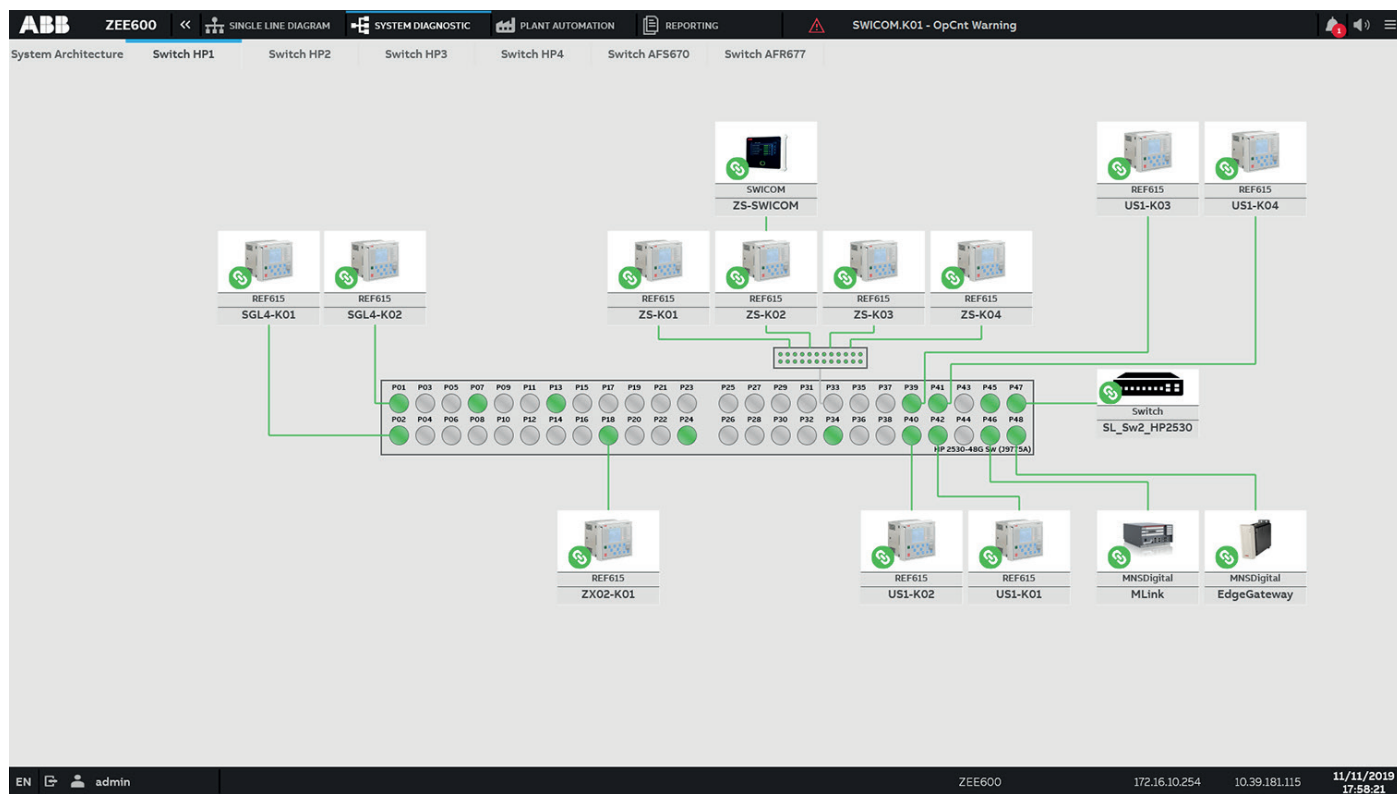 ABB ZEE600 « SINGLE LINE DIAGRAM SYSTEM DIAGNOSTIC PLANT AUTOMATION REPORTING SWICOM.K01 - OpCnt Warning 1
System Architecture Switch HP1 Switch HP2 Switch HP3 Switch HP4 Switch AFS670 Switch AFR677
SWICOM
ZS-SWICOM
REF615 REF615
US1-K03 US1-K04
REF615 REF615 REF615 REF615 REF615 REF615
SGL4-K01 SGL4-K02 ZS-K01 ZS-K02 ZS-K03 ZS-K04
P01 P03 P05 P07 P09 P11 P13 P15 P17 P19 P21 P23 P25 P27 P29 P31 P33 P35 P37 P39 P41 P43 P45 P47
Switch
P02 P04 P06 P08 P10 P12 P14 P16 P18 P20 P22 P24 P26 P28 P30 P32 P34 P36 P38 P40 P42 P44 P46 P48
SL_Sw2_HP2530
HP 2530-48G Sw (J9775A)
REF615 REF615 REF615 MNSDigital MNSDigital
ZX02-K01 US1-K02 US1-K01 MLink EdgeGateway
EN admin ZEE600 172.16.10.254 10.39.181.115 11/11/2019
17:58:21